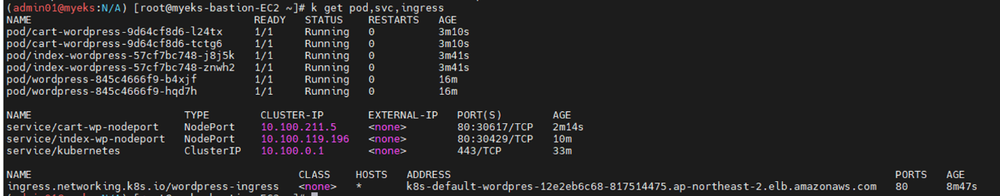 (admin01@myeks:N/A) [root@myeks-bastion-EC2 ~]# k get pod,svc,ingress
NAME READY STATUS RESTARTS AGE
pod/cart-wordpress-9d64cf8d6-l24tx 1/1 Running 0 3m10s
pod/cart-wordpress-9d64cf8d6-tctg6 1/1 Running 0 3m10s
pod/index-wordpress-57cf7bc748-j8j5k 1/1 Running 0 3m41s
pod/index-wordpress-57cf7bc748-znwh2 1/1 Running 0 3m41s
pod/wordpress-845c4666f9-b4xjf 1/1 Running 0 16m
pod/wordpress-845c4666f9-hqd7h 1/1 Running 0 16m
NAME TYPE CLUSTER-IP EXTERNAL-IP PORT(S) AGE
service/cart-wp-nodeport NodePort 10.100.211.5 <none> 80:30617/TCP 2m14s
service/index-wp-nodeport NodePort 10.100.119.196 <none> 80:30429/TCP 10m
service/kubernetes ClusterIP 10.100.0.1 <none> 443/TCP 33m
NAME CLASS HOSTS ADDRESS PORTS AGE
ingress.networking.k8s.io/wordpress-ingress <none> * k8s-default-wordpres-12e2eb6c68-817514475.ap-northeast-2.elb.amazonaws.com 80 8m47s